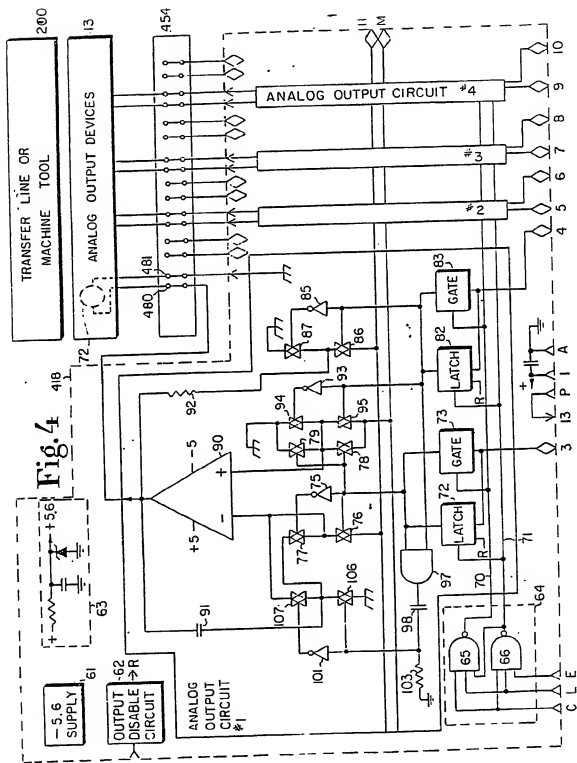 Fig. 4
TRANSFER LINE OR
MACHINE TOOL
200
ANALOG OUTPUT DEVICES
13
72
454
480
481
418
-5.6
SUPPLY
61
OUTPUT
DISABLE
CIRCUIT
62
R
+
+5.6
63
ANALOG
OUTPUT
CIRCUIT
#1
+5
-5
-
+
90
91
92
107
106
101
103
98
97
77
76
75
79
78
94
95
93
87
86
85
LATCH
72
R
GATE
73
LATCH
82
R
GATE
83
ANALOG OUTPUT CIRCUIT #4
#3
#2
11
M
10
9
8
7
6
5
4
3
65
66
64
70
71
C
L
E
13
P
I
A
+